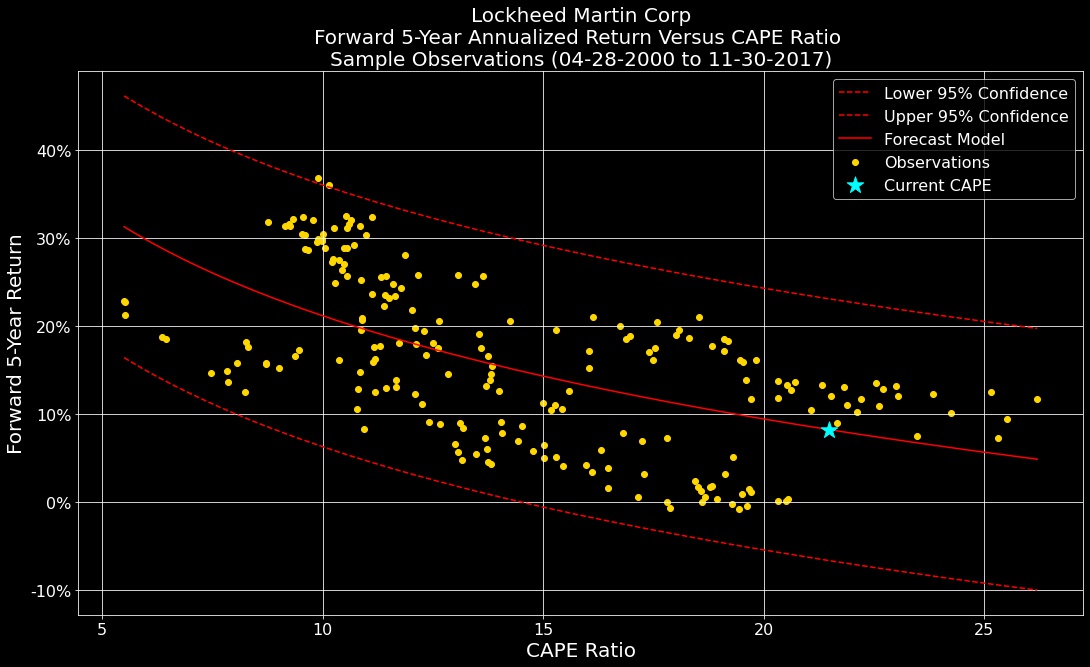 Lockheed Martin Corp
Forward 5-Year Annualized Return Versus CAPE Ratio
Sample Observations (04-28-2000 to 11-30-2017)
Lower 95% Confidence
Upper 95% Confidence
Forecast Model
Observations
Current CAPE
Forward 5-Year Return
40%
30%
20%
10%
0%
-10%
5 10 15 20 25
CAPE Ratio